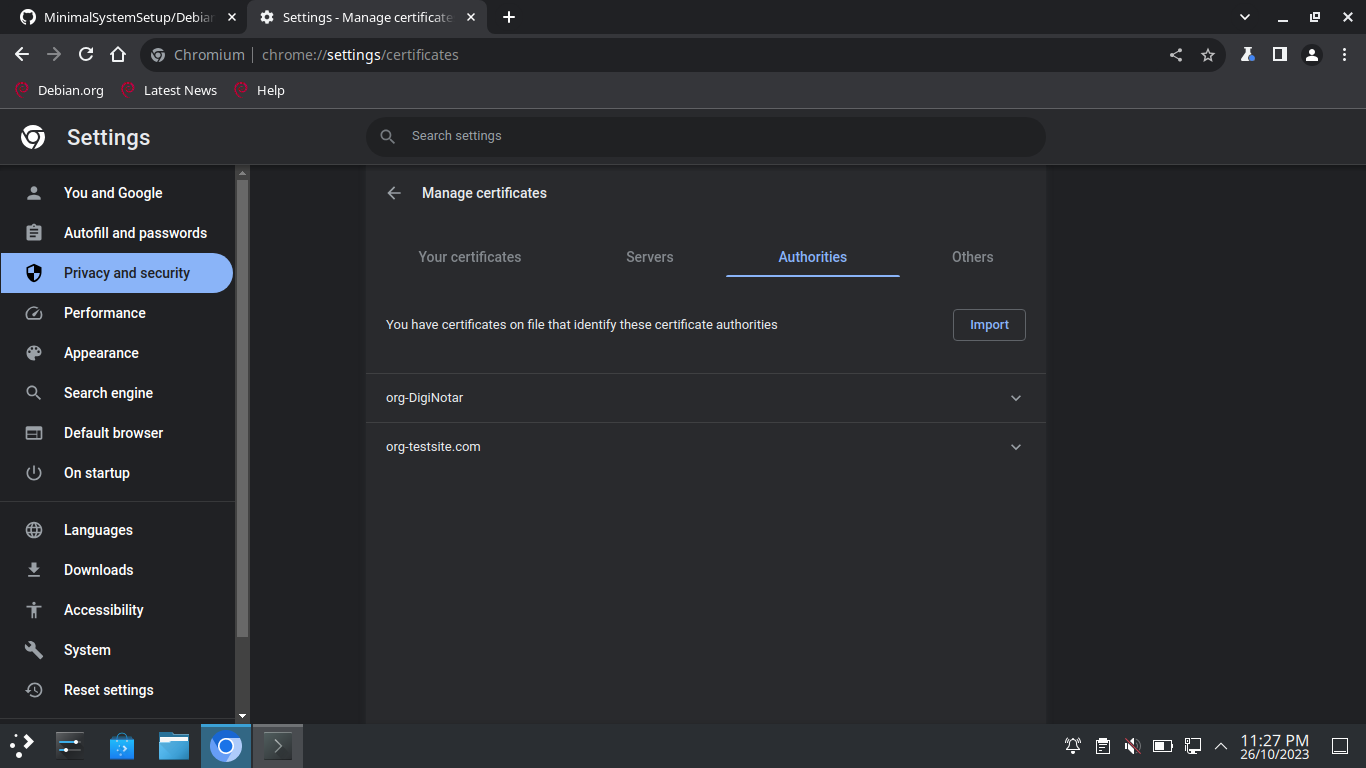 MinimalSystemSetup/Debian
Settings - Manage certificate
Chromium
chrome://settings/certificates
Debian.org
Latest News
Help
Settings
Search settings
You and Google
Autofill and passwords
Privacy and security
Performance
Appearance
Search engine
Default browser
On startup
Languages
Downloads
Accessibility
System
Reset settings
Manage certificates
Your certificates
Servers
Authorities
Others
You have certificates on file that identify these certificate authorities
Import
org-DigiNotar
org-testsite.com
11:27 PM
26/10/2023